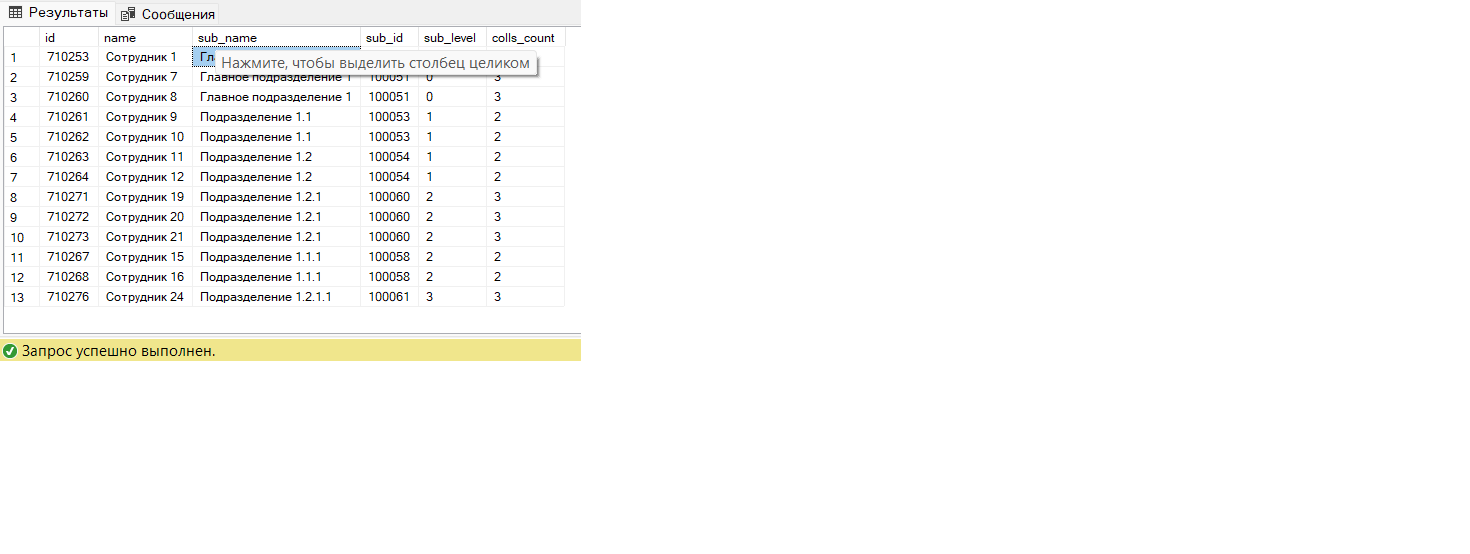 Результаты Сообщения
id name sub_name sub_id sub_level colls_count
1 710253 Сотрудник 1
Нажмите, чтобы выделить столбец целиком
2 710259 Сотрудник 7 Главное подразделение 1 100051 0 3
3 710260 Сотрудник 8 Главное подразделение 1 100051 0 3
4 710261 Сотрудник 9 Подразделение 1.1 100053 1 2
5 710262 Сотрудник 10 Подразделение 1.1 100053 1 2
6 710263 Сотрудник 11 Подразделение 1.2 100054 1 2
7 710264 Сотрудник 12 Подразделение 1.2 100054 1 2
8 710271 Сотрудник 19 Подразделение 1.2.1 100060 2 3
9 710272 Сотрудник 20 Подразделение 1.2.1 100060 2 3
10 710273 Сотрудник 21 Подразделение 1.2.1 100060 2 3
11 710267 Сотрудник 15 Подразделение 1.1.1 100058 2 2
12 710268 Сотрудник 16 Подразделение 1.1.1 100058 2 2
13 710276 Сотрудник 24 Подразделение 1.2.1.1 100061 3 3
Запрос успешно выполнен.